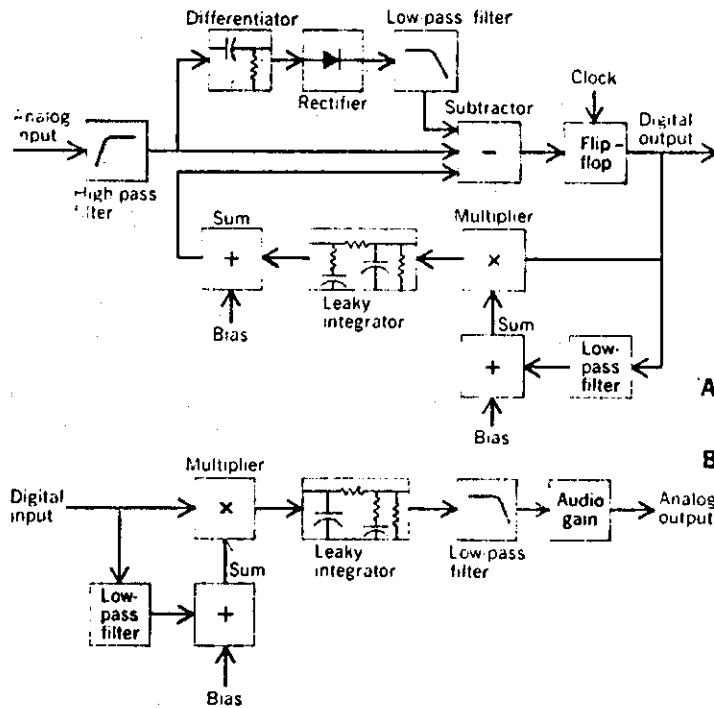 Differentiator
Low-pass filter
Rectifier
Clock
Analog
input
Subtractor
Digital
output
−
Flip-
flop
High pass
filter
Sum
+
Bias
Leaky
integrator
Multiplier
×
Sum
+
Low-
pass
filter
Bias
A
B
Multiplier
Digital
input
×
Leaky
integrator
Low-pass
filter
Audio
gain
Analog
output
Sum
Low-
pass
filter
+
Bias